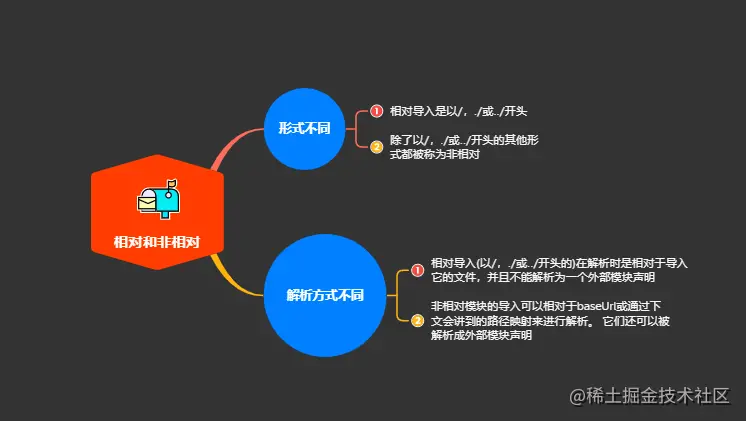 相对和非相对
形式不同
1
相对导入是以/，./或../开头
2
除了以/，./或../开头的其他形
式都被称为非相对
解析方式不同
1
相对导入(以/，./或../开头的)在解析时是相对于导入
它的文件，并且不能解析为一个外部模块声明
2
非相对模块的导入可以相对于baseUrl或通过下
文会讲到的路径映射来进行解析。 它们还可以被
解析成外部模块声明
@稀土掘金技术社区